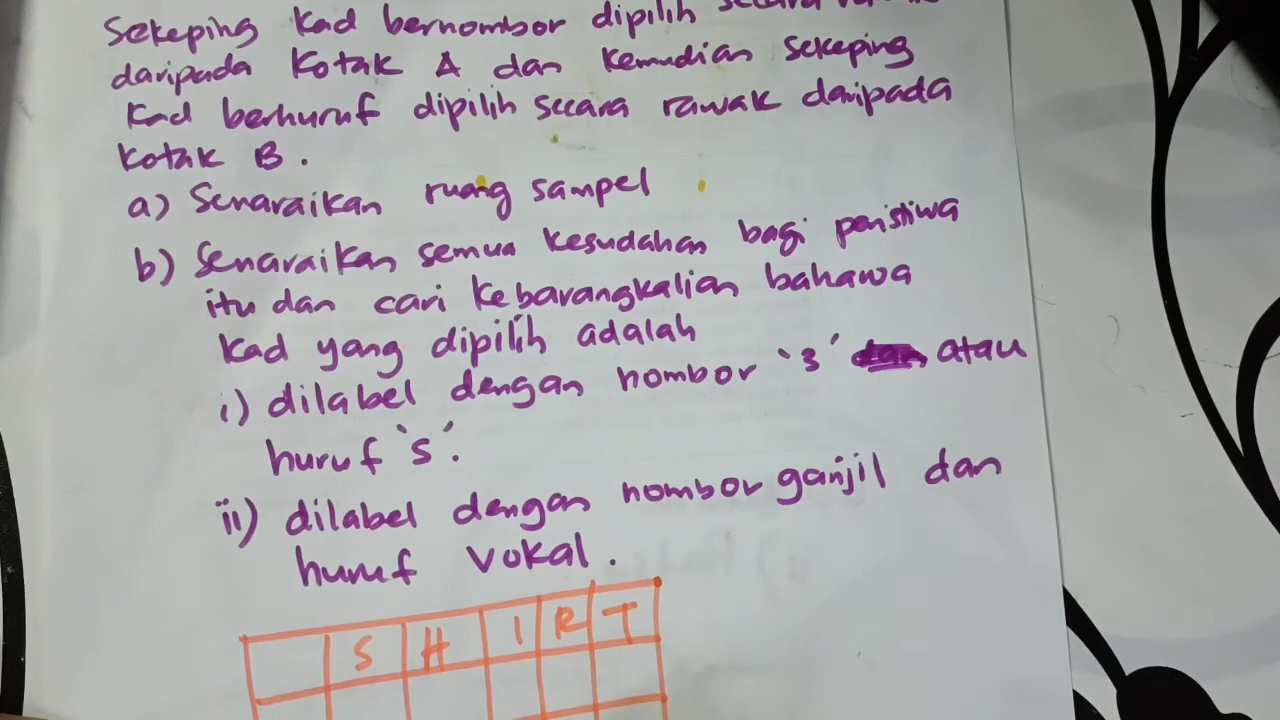 Sekeping kad bernombor dipilih secara
daripada Kotak A dan kemudian sekeping
kad berhuruf dipilih secara rawak daripada
kotak B.
a) Senaraikan ruang sampel
b) Senaraikan semua kesudahan bagi peristiwa
itu dan cari kebarangkalian bahawa
kad yang dipilih adalah
i) dilabel dengan nombor '3' atau
huruf 's'.
ii) dilabel dengan nombor ganjil dan
huruf vokal.
S H I R T